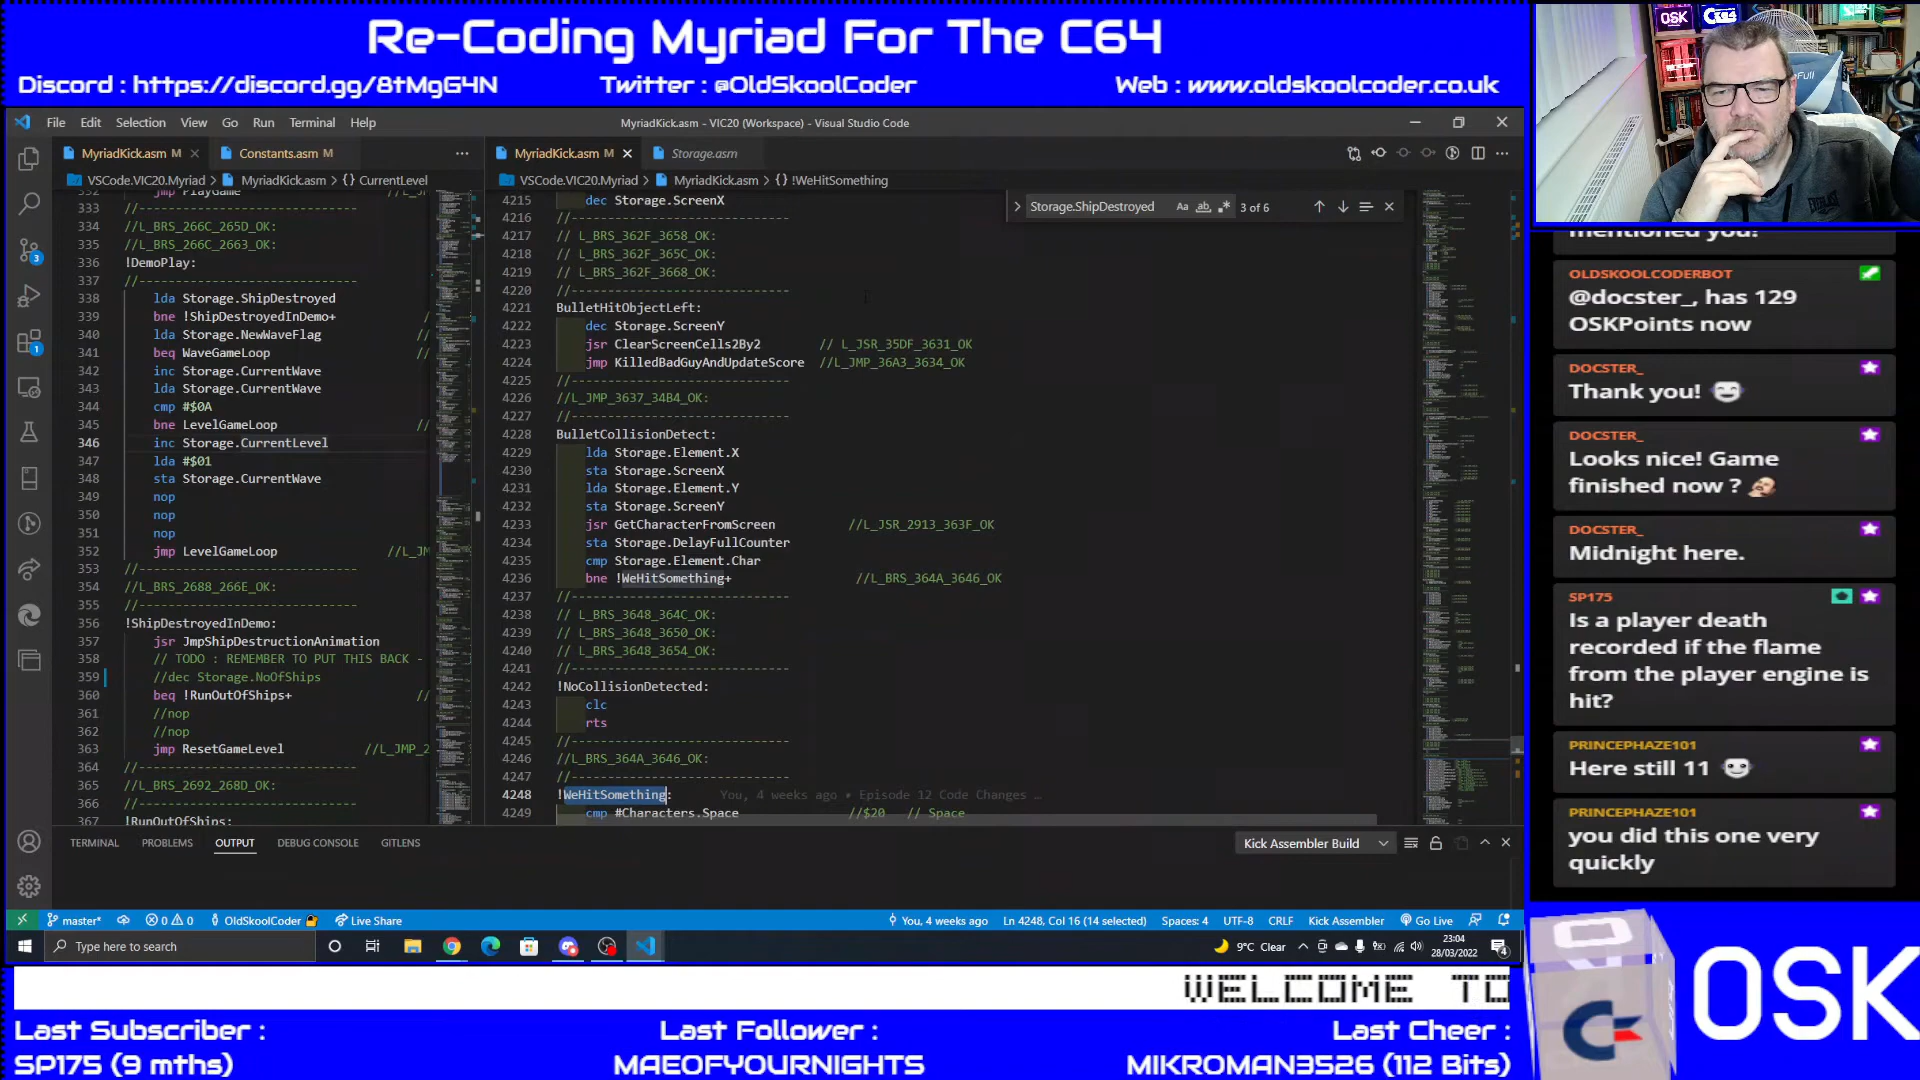 Re-Coding Myriad For The C64
Discord : https://discord.gg/8tMgG4N
Twitter : @OldSkoolCoder
Web : www.oldskoolcoder.co.uk
File Edit Selection View Go Run Terminal Help
MyriadKick.asm - VIC20 (Workspace) - Visual Studio Code
MyriadKick.asm M
Constants.asm M
VSCode.VIC20.Myriad > MyriadKick.asm > {} CurrentLevel
333 //----------------------------
334 //L_BRS_266C_265D_OK:
335 //L_BRS_266C_2663_OK:
336 !DemoPlay:
337 //----------------------------
338 lda Storage.ShipDestroyed
339 bne !ShipDestroyedInDemo+
340 lda Storage.NewWaveFlag
341 beq WaveGameLoop
342 inc Storage.CurrentWave
343 lda Storage.CurrentWave
344 cmp #$0A
345 bne LevelGameLoop
346 inc Storage.CurrentLevel
347 lda #$01
348 sta Storage.CurrentWave
349 nop
350 nop
351 nop
352 jmp LevelGameLoop //L_JM
353 //----------------------------
354 //L_BRS_2688_266E_OK:
355 //----------------------------
356 !ShipDestroyedInDemo:
357 jsr JmpShipDestructionAnimation
358 // TODO : REMEMBER TO PUT THIS BACK -
359 //dec Storage.NoOfShips
360 beq !RunOutOfShips+
361 //nop
362 //nop
363 jmp ResetGameLevel //L_JMP_2
364 //----------------------------
365 //L_BRS_2692_268D_OK:
366 //----------------------------
367 !RunOutOfShips:
MyriadKick.asm M
Storage.asm
VSCode.VIC20.Myriad > MyriadKick.asm > {} !WeHitSomething
Storage.ShipDestroyed
3 of 6
4215 dec Storage.ScreenX
4216 //----------------------------
4217 // L_BRS_362F_3658_OK:
4218 // L_BRS_362F_365C_OK:
4219 // L_BRS_362F_3668_OK:
4220 //----------------------------
4221 BulletHitObjectLeft:
4222 dec Storage.ScreenY
4223 jsr ClearScreenCells2By2 // L_JSR_35DF_3631_OK
4224 jmp KilledBadGuyAndUpdateScore //L_JMP_36A3_3634_OK
4225 //----------------------------
4226 //L_JMP_3637_34B4_OK:
4227 //----------------------------
4228 BulletCollisionDetect:
4229 lda Storage.Element.X
4230 sta Storage.ScreenX
4231 lda Storage.Element.Y
4232 sta Storage.ScreenY
4233 jsr GetCharacterFromScreen //L_JSR_2913_363F_OK
4234 sta Storage.DelayFullCounter
4235 cmp Storage.Element.Char
4236 bne !WeHitSomething+ //L_BRS_364A_3646_OK
4237 //----------------------------
4238 // L_BRS_3648_364C_OK:
4239 // L_BRS_3648_3650_OK:
4240 // L_BRS_3648_3654_OK:
4241 //----------------------------
4242 !NoCollisionDetected:
4243 clc
4244 rts
4245 //----------------------------
4246 //L_BRS_364A_3646_OK:
4247 //----------------------------
4248 !WeHitSomething: You, 4 weeks ago • Episode 12 Code Changes …
4249 cmp #Characters.Space //$20 // Space
TERMINAL PROBLEMS OUTPUT DEBUG CONSOLE GITLENS
Kick Assembler Build
master* 0 0 OldSkoolCoder Live Share
You, 4 weeks ago Ln 4248, Col 16 (14 selected) Spaces: 4 UTF-8 CRLF Kick Assembler Go Live
Type here to search
9°C Clear
23:04
28/03/2022
mentioned you!
OLDSKOOLCODERBOT
@docster_, has 129
OSKPoints now
DOCSTER_
Thank you!
DOCSTER_
Looks nice! Game
finished now ?
DOCSTER_
Midnight here.
SP175
Is a player death
recorded if the flame
from the player engine is
hit?
PRINCEPHAZE101
Here still 11
PRINCEPHAZE101
you did this one very
quickly
WELCOME TO
OSK
Last Subscriber :
SP175 (9 mths)
Last Follower :
MAEOFYOURNIGHTS
Last Cheer :
MIKROMAN3526 (112 Bits)